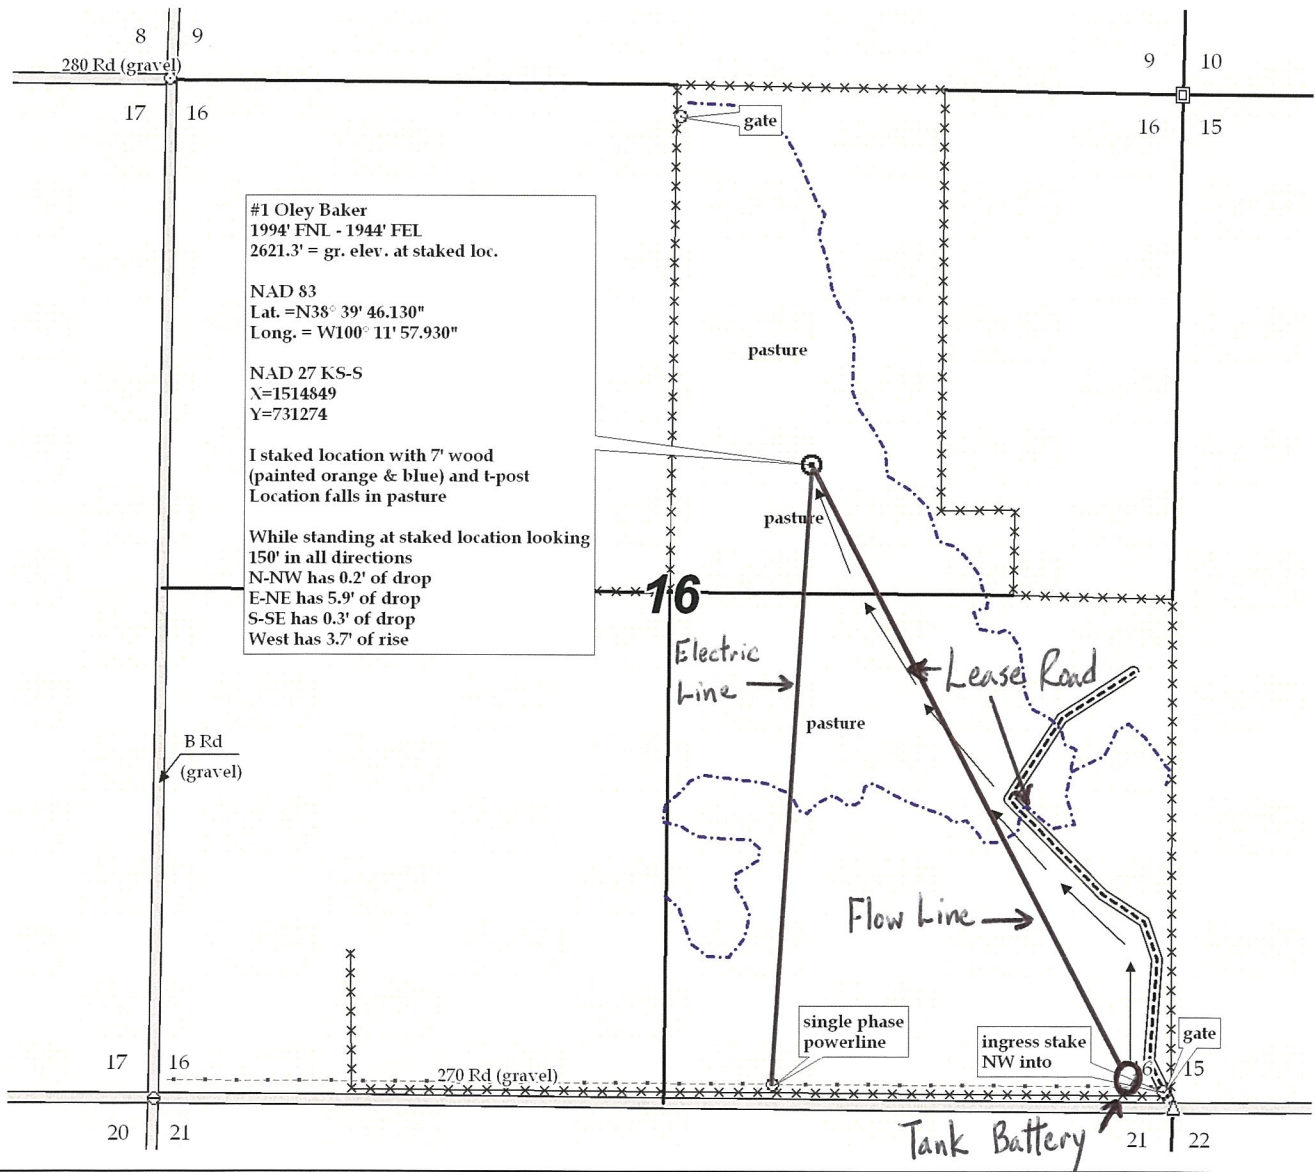 8 9
280 Rd (gravel)
17 16
9 10
16 15
gate
#1 Oley Baker
1994' FNL - 1944' FEL
2621.3' = gr. elev. at staked loc.
NAD 83
Lat. =N38° 39' 46.130"
Long. = W100° 11' 57.930"
NAD 27 KS-S
X=1514849
Y=731274
I staked location with 7' wood
(painted orange & blue) and t-post
Location falls in pasture
While standing at staked location looking
150' in all directions
N-NW has 0.2' of drop
E-NE has 5.9' of drop
S-SE has 0.3' of drop
West has 3.7' of rise
pasture
pasture
16
Electric
Line
Lease Road
pasture
B Rd
(gravel)
Flow Line
single phase
powerline
ingress stake
NW into
gate
17 16
270 Rd (gravel)
16 15
20 21
Tank Battery
21 22